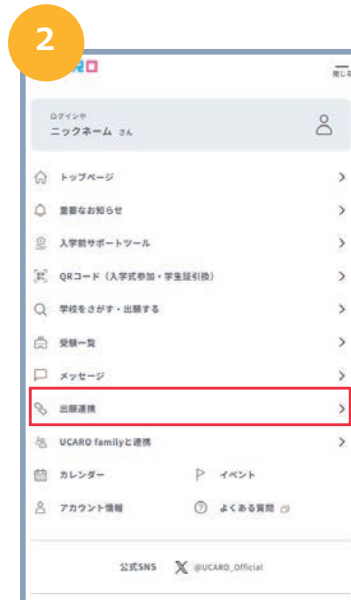 2
RO
閉じる
ログイン中
ニックネーム さん
トップページ
重要なお知らせ
入学前サポートツール
QRコード（入学式参加・学生証引換）
学校をさがす・出願する
受験一覧
メッセージ
出願連携
UCARO familyと連携
カレンダー イベント
アカウント情報 よくある質問
公式SNS @UCARO_Official